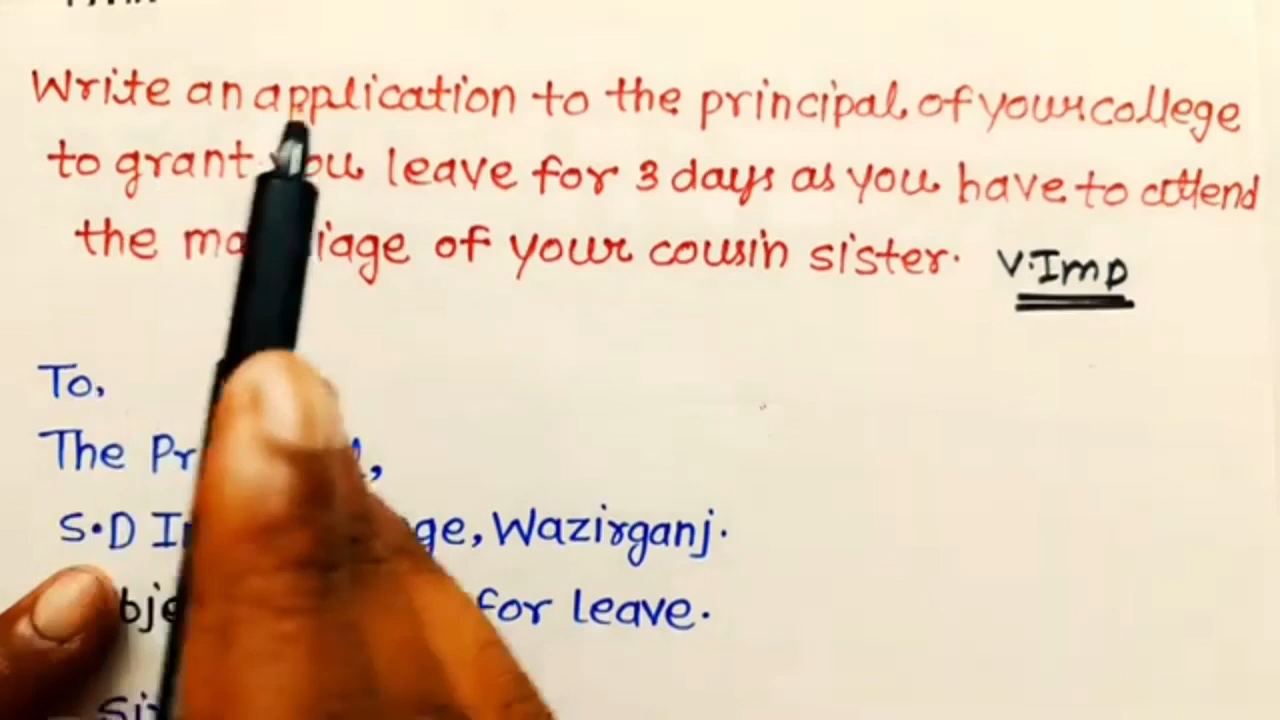 Write an application to the principal of your college
to grant you leave for 3 days as you have to attend
the marriage of your cousin sister. V.Imp
To,
The
S.D Wazirganj.
for leave.